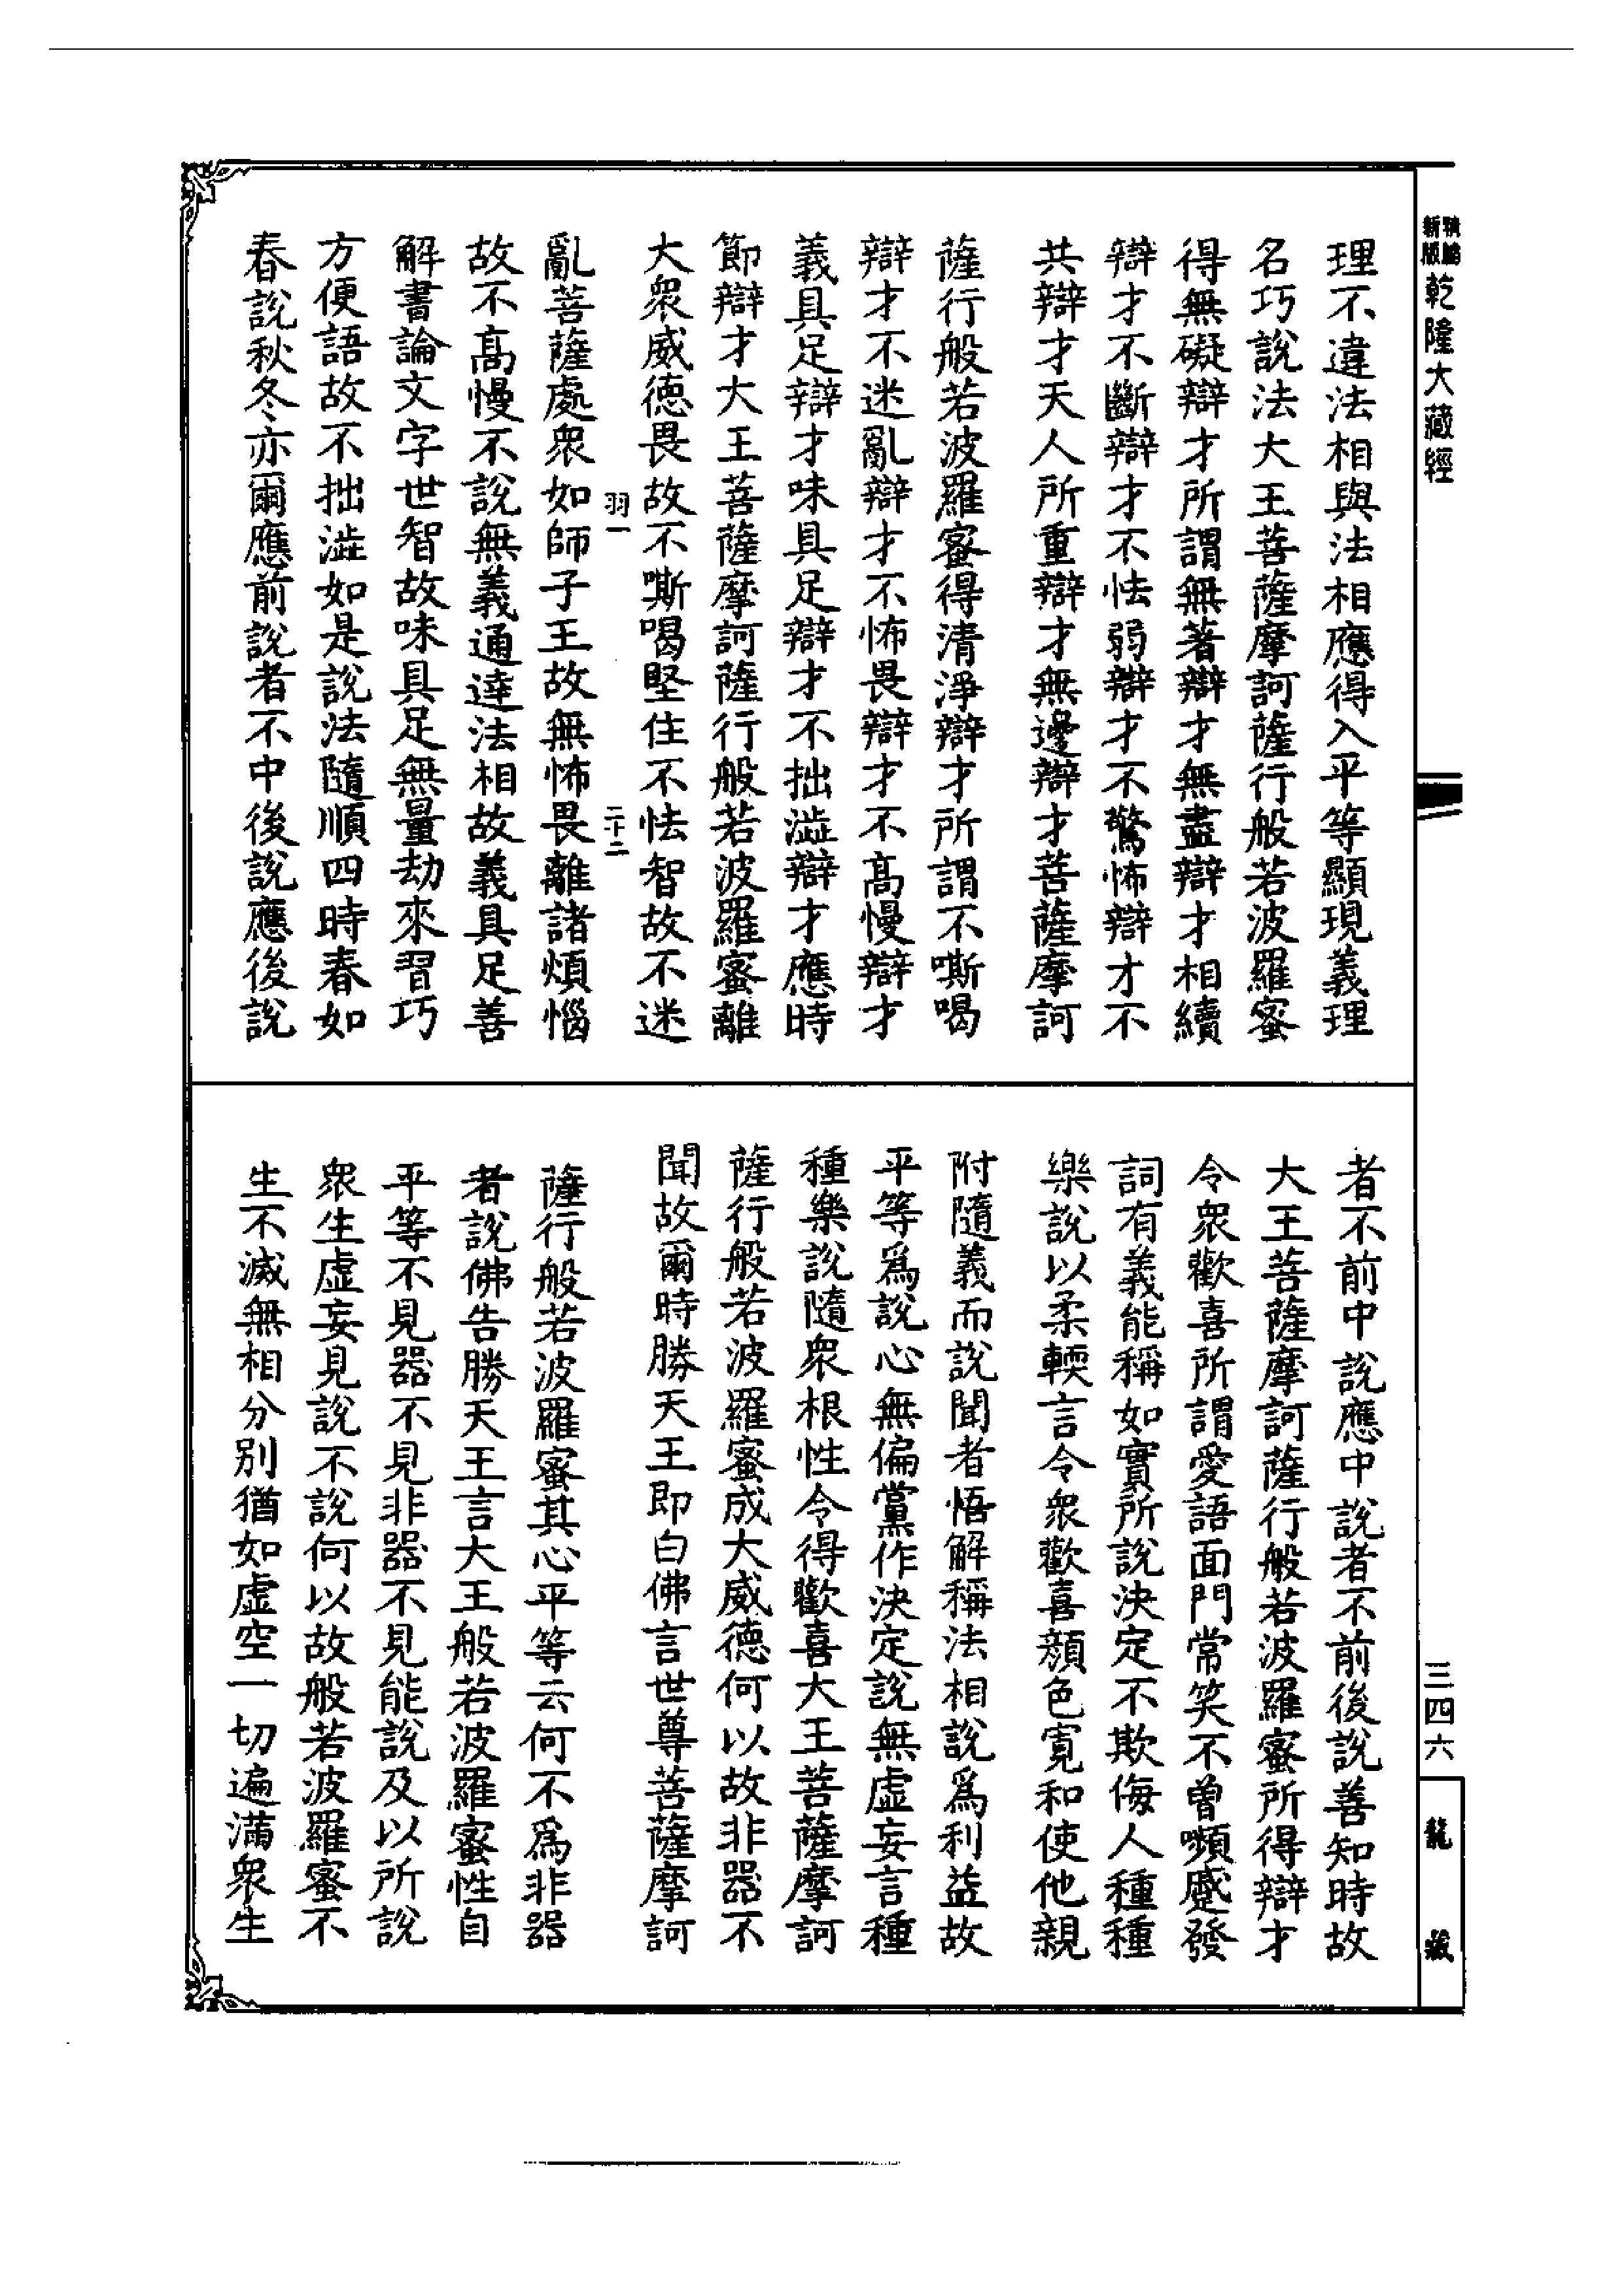 新版
乾隆大藏經
理不違法相與法相應得入平等顯現義理
名巧說法大王菩薩摩訶薩行般若波羅蜜
得無礙辯才所謂無著辯才無盡辯才相續
辯才不斷辯才不怯弱辯才不驚怖辯才不
共辯才天人所重辯才無邊辯才菩薩摩訶
薩行般若波羅蜜得清淨辯才所謂不嘶喝
辯才不迷亂辯才不怖畏辯才不高慢辯才
義具足辯才味具足辯才不拙澁辯才應時
節辯才大王菩薩摩訶薩行般若波羅蜜離
大衆威德畏故不嘶喝堅住不怯智故不迷
羽一
二十二
亂菩薩處衆如師子王故無怖畏離諸煩惱
故不高慢不說無義通達法相故義具足善
解書論文字世智故味具足無量劫來習巧
方便語故不拙澁如是說法隨順四時春如
春說秋冬亦爾應前說者不中後說應後說
者不前中說應中說者不前後說善知時故
大王菩薩摩訶薩行般若波羅蜜所得辯才
令衆歡喜所謂愛語面門常笑不曾嚬蹙發
詞有義能稱如實所說決定不欺侮人種種
樂說以柔輭言令衆歡喜顏色寬和使他親
附隨義而說聞者悟解稱法相說爲利益故
平等爲說心無偏黨作決定說無虛妄言種
種樂說隨衆根性令得歡喜大王菩薩摩訶
薩行般若波羅蜜成大威德何以故非器不
聞故爾時勝天王即白佛言世尊菩薩摩訶
薩行般若波羅蜜其心平等云何不爲非器
者說佛告勝天王言大王般若波羅蜜性自
平等不見器不見非器不見能說及以所說
衆生虛妄見說不說何以故般若波羅蜜不
生不滅無相分別猶如虛空一切遍滿衆生
三四六
龍藏